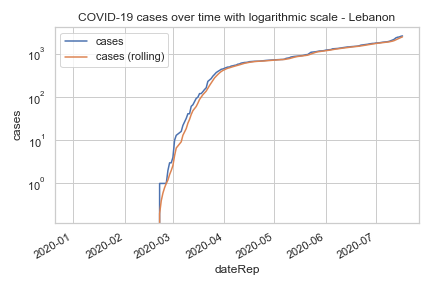 COVID-19 cases over time with logarithmic scale - Lebanon
cases
cases (rolling)
10³
10²
10¹
10⁰
cases
2020-01
2020-02
2020-03
2020-04
2020-05
2020-06
2020-07
dateRep